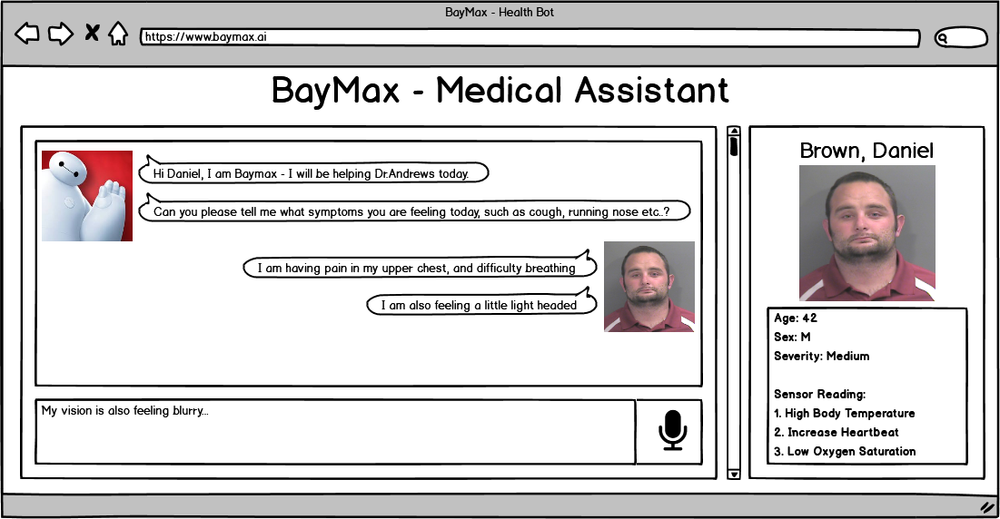 BayMax - Health Bot
https://www.baymax.ai
BayMax - Medical Assistant
Hi Daniel, I am Baymax - I will be helping Dr.Andrews today.
Can you please tell me what symptoms you are feeling today, such as cough, running nose etc..?
I am having pain in my upper chest, and difficulty breathing
I am also feeling a little light headed
My vision is also feeling blurry...
Brown, Daniel
Age: 42
Sex: M
Severity: Medium
Sensor Reading:
1. High Body Temperature
2. Increase Heartbeat
3. Low Oxygen Saturation